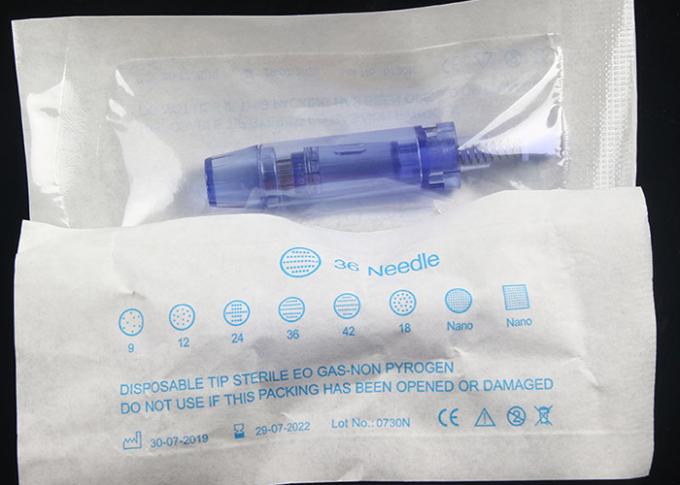 36 Needle
9 12 24 36 42 18 Nano Nano
DISPOSABLE TIP STERILE EO GAS-NON PYROGEN
DO NOT USE IF THIS PACKING HAS BEEN OPENED OR DAMAGED
30-07-2019 29-07-2022 Lot No.: 0730N CE